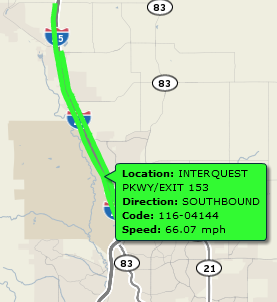 83
25
83
Location: INTERQUEST
PKWY/EXIT 153
Direction: SOUTHBOUND
Code: 116-04144
Speed: 66.07 mph
83
21